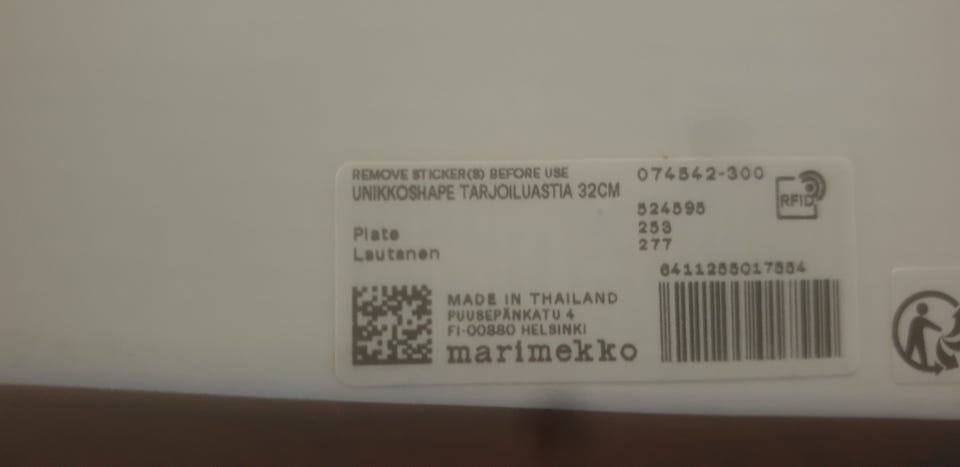 REMOVE STICKER(S) BEFORE USE
UNIKKOSHAPE TARJOILUASTIA 32CM
Plate
Lautanen
074542-300
RFID
524595
253
277
6411255017554
MADE IN THAILAND
PUUSEPÄNKATU 4
FI-00880 HELSINKI
marimekko